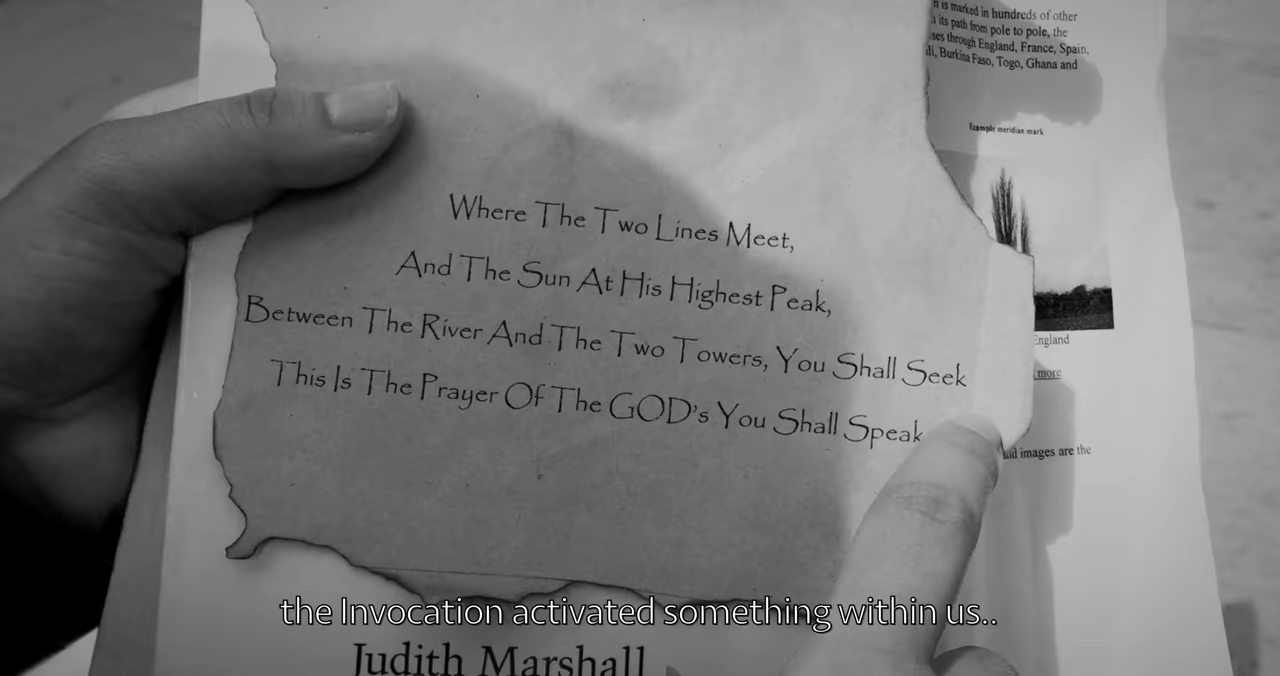 is marked in hundreds of other
its path from pole to pole, the
ses through England, France, Spain,
li, Burkina Faso, Togo, Ghana and
Example meridian mark
Where The Two Lines Meet,
And The Sun At His Highest Peak,
Between The River And The Two Towers, You Shall Seek
This Is The Prayer Of The GOD's You Shall Speak
England
more
and images are the
the Invocation activated something within us..
Judith Marshall